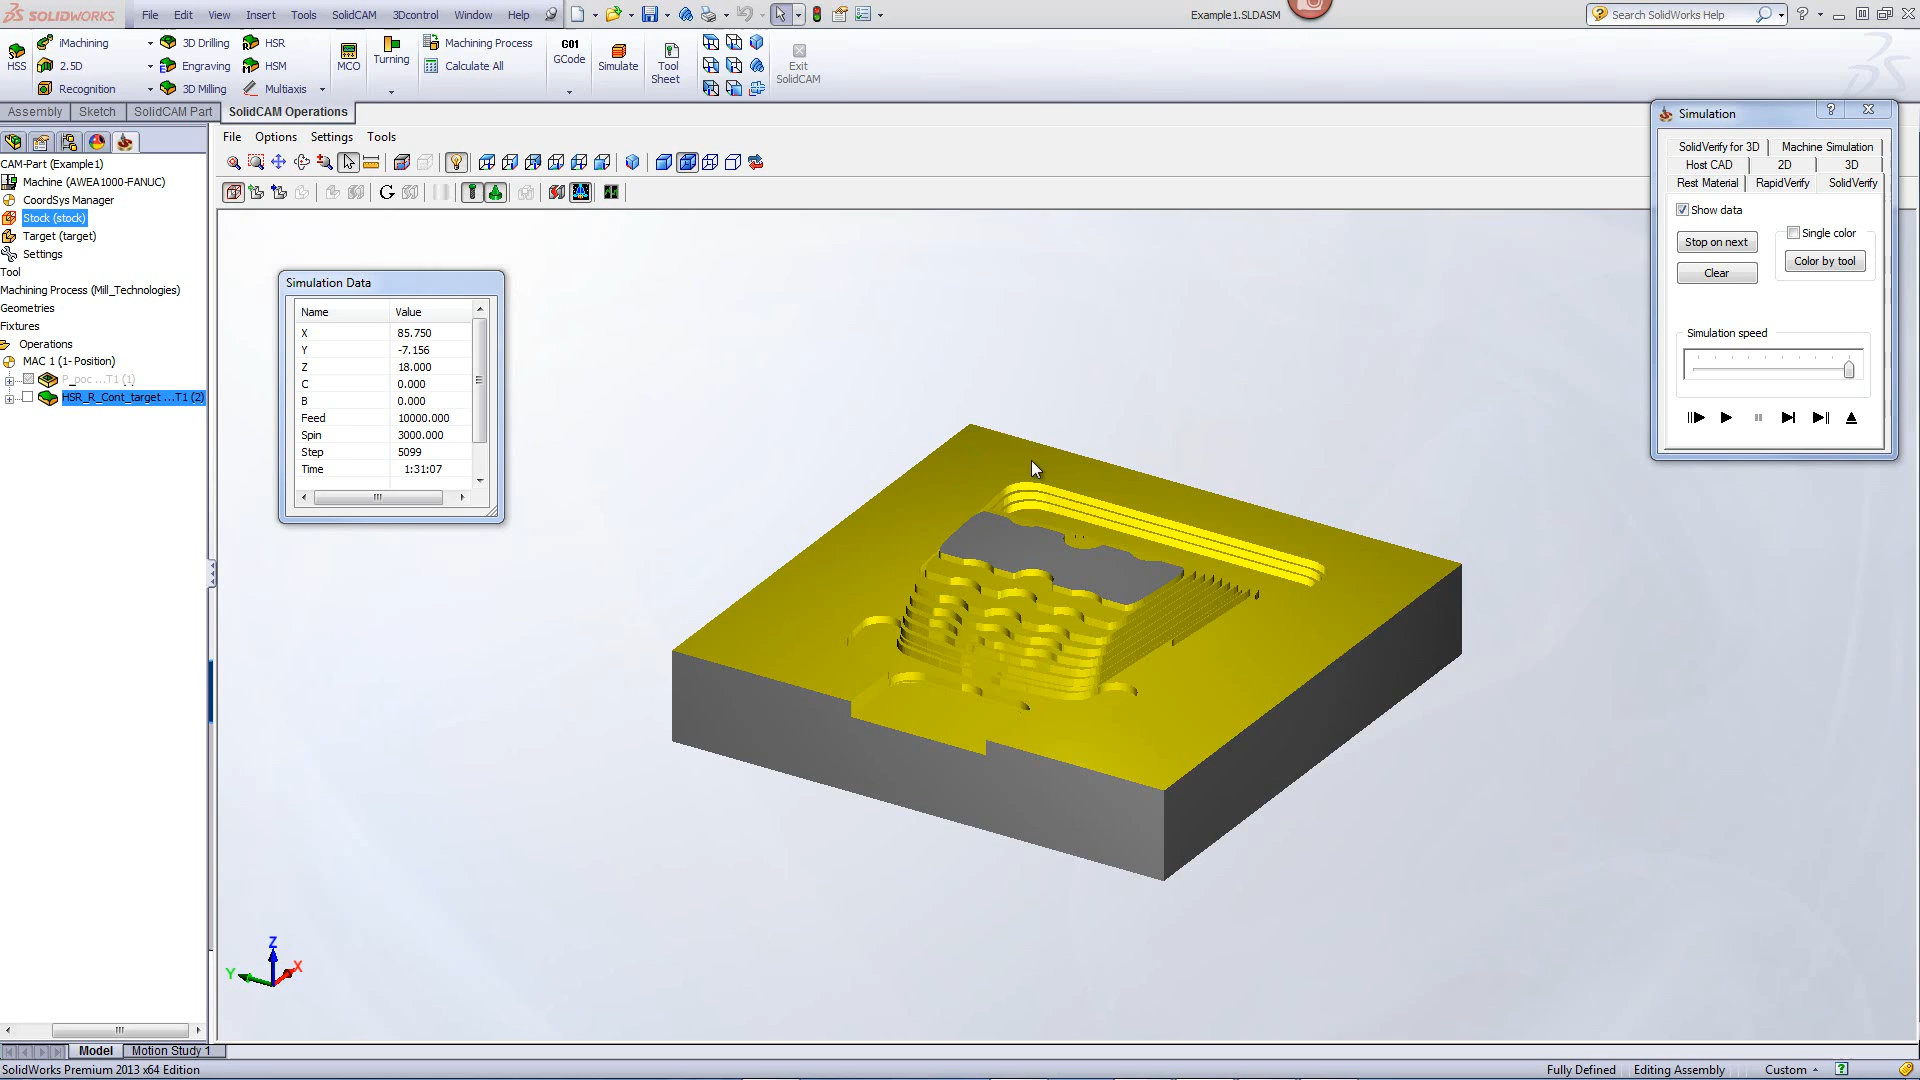 SOLIDWORKS File Edit View Insert Tools SolidCAM 3Dcontrol Window Help Example1.SLDASM Search SolidWorks Help
iMachining 3D Drilling HSR Machining Process G01
HSS 2.5D Engraving HSM MCO Turning Calculate All GCode Simulate Tool Sheet Exit SolidCAM
Recognition 3D Milling Multiaxis
Assembly Sketch SolidCAM Part SolidCAM Operations
File Options Settings Tools
CAM-Part (Example1)
Machine (AWEA1000-FANUC)
CoordSys Manager
Stock (stock)
Target (target)
Settings
Tool
Machining Process (Mill_Technologies)
Geometries
Fixtures
Operations
MAC 1 (1- Position)
P_poc ...T1 (1)
HSR_R_Cont_target ...T1 (2)
Simulation Data
Name Value
X 85.750
Y -7.156
Z 18.000
C 0.000
B 0.000
Feed 10000.000
Spin 3000.000
Step 5099
Time 1:31:07
Simulation
SolidVerify for 3D Machine Simulation
Host CAD 2D 3D
Rest Material RapidVerify SolidVerify
Show data
Stop on next Single color
Clear Color by tool
Simulation speed
Z
Y X
Model Motion Study 1
SolidWorks Premium 2013 x64 Edition Fully Defined Editing Assembly Custom